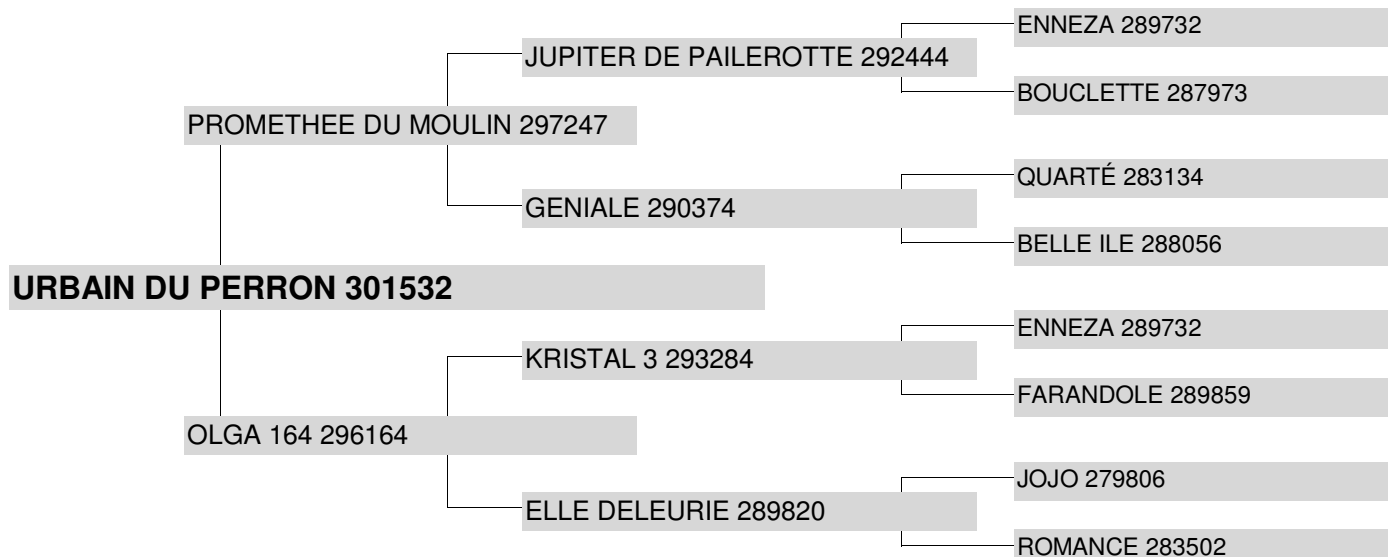 ENNEZA 289732
JUPITER DE PAILEROTTE 292444
BOUCLETTE 287973
PROMETHEE DU MOULIN 297247
QUARTÉ 283134
GENIALE 290374
BELLE ILE 288056
URBAIN DU PERRON 301532
ENNEZA 289732
KRISTAL 3 293284
FARANDOLE 289859
OLGA 164 296164
JOJO 279806
ELLE DELEURIE 289820
ROMANCE 283502